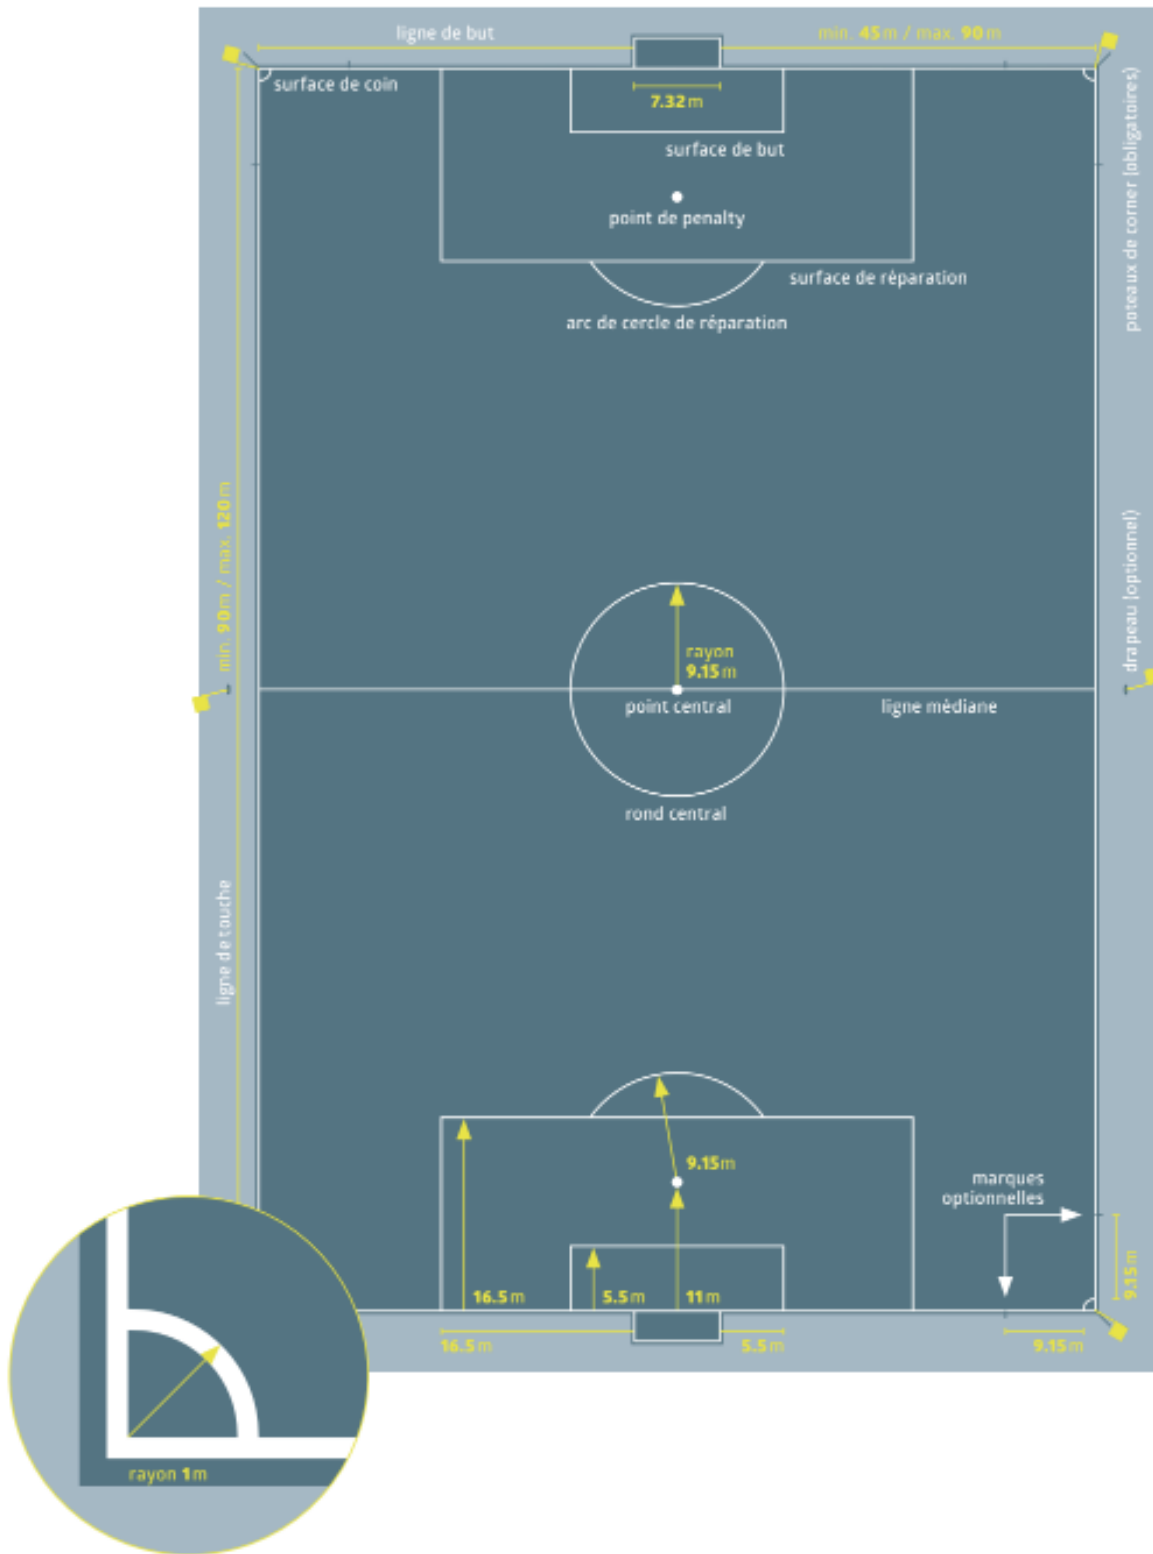 ligne de but
min. 45m / max. 90m
surface de coin
7.32m
surface de but
point de penalty
surface de réparation
arc de cercle de réparation
poteaux de corner (obligatoires)
min. 90m / max. 120m
drapeau (optionnel)
rayon
9.15m
point central
ligne médiane
rond central
ligne de touche
9.15m
marques
optionnelles
16.5m
5.5m
11m
9.15m
16.5m
5.5m
9.15m
rayon 1m